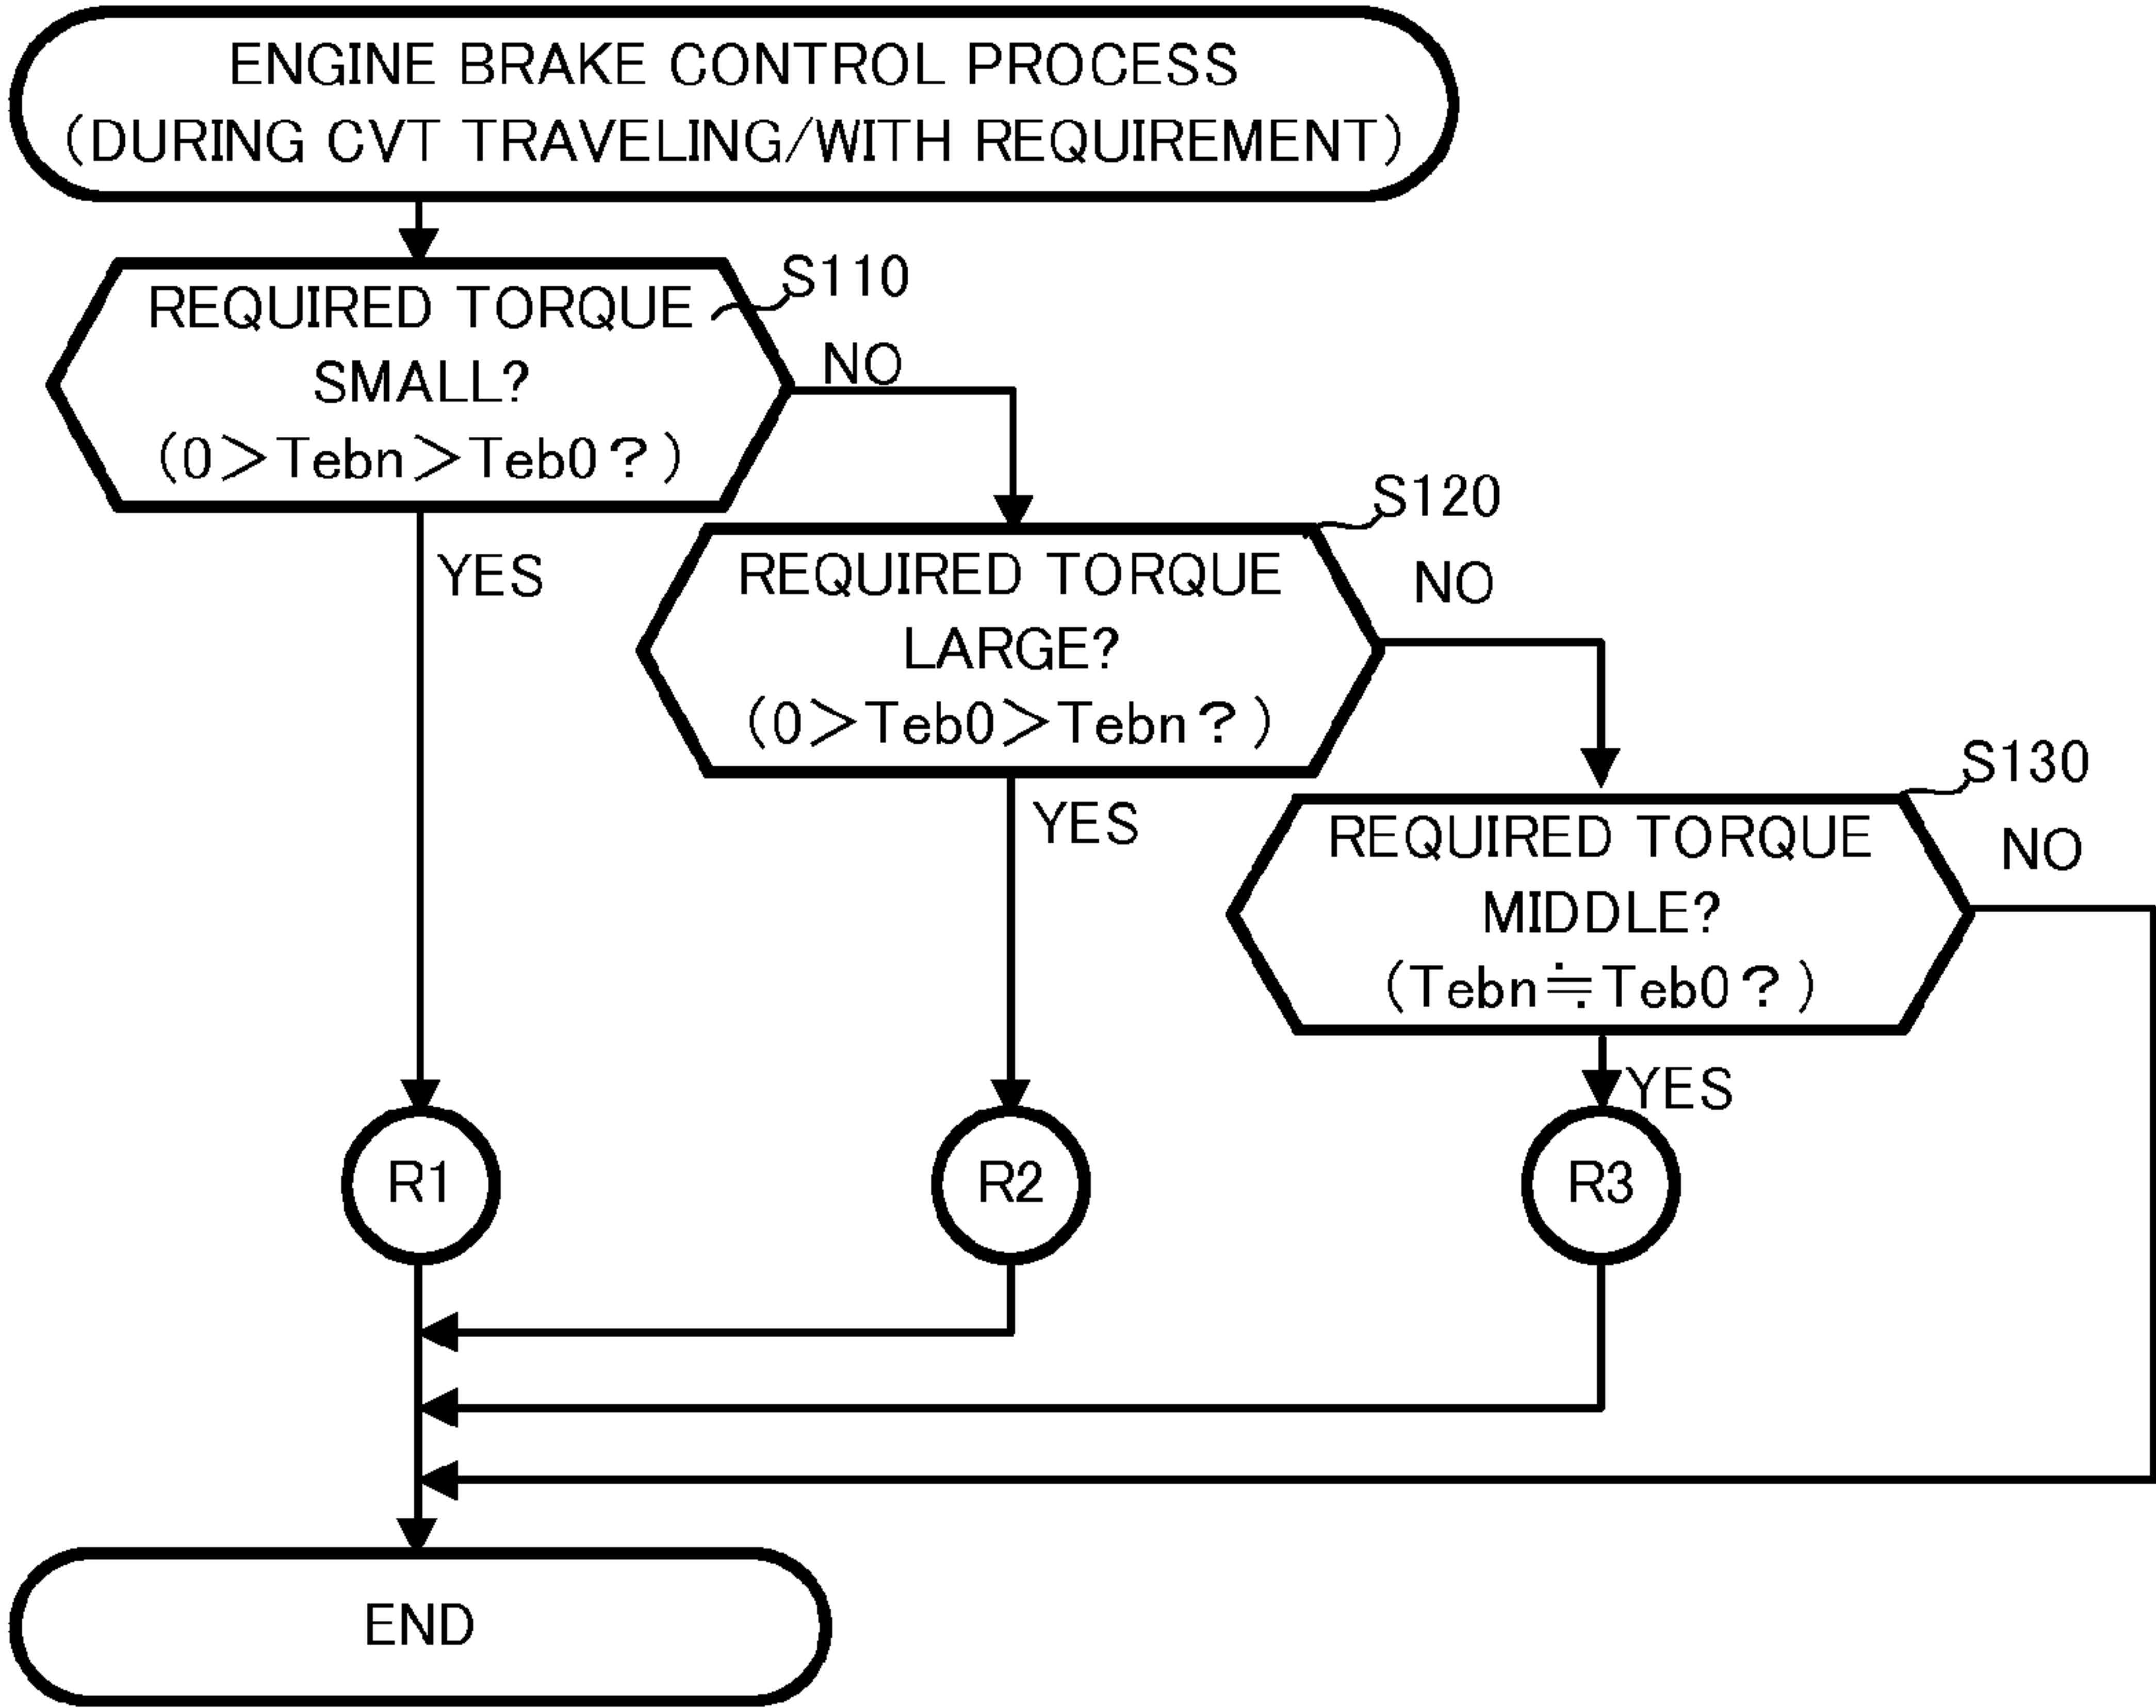 ENGINE BRAKE CONTROL PROCESS
(DURING CVT TRAVELING/WITH REQUIREMENT)
S110
REQUIRED TORQUE
SMALL?
(0>Tebn>Teb0?)
NO
YES
S120
REQUIRED TORQUE
LARGE?
(0>Teb0>Tebn?)
NO
YES
S130
REQUIRED TORQUE
MIDDLE?
(Tebn≒Teb0?)
NO
YES
R1
R2
R3
END